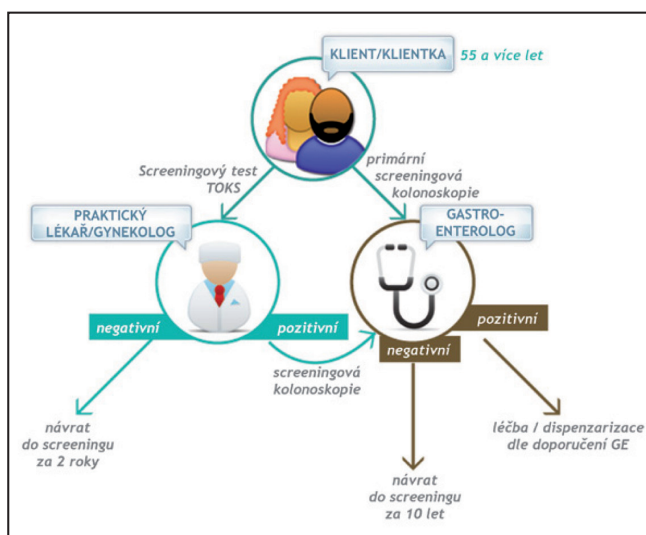 KLIENT/KLIENTKA
55 a více let
Screeningový test
TOKS
primární
screeningová
kolonoskopie
PRAKTICKÝ
LÉKAŘ/GYNEKOLOG
GASTRO-
ENTEROLOG
negativní
pozitivní
screeningová
kolonoskopie
negativní
pozitivní
návrat
do screeningu
za 2 roky
léčba / dispenzarizace
dle doporučení GE
návrat
do screeningu
za 10 let